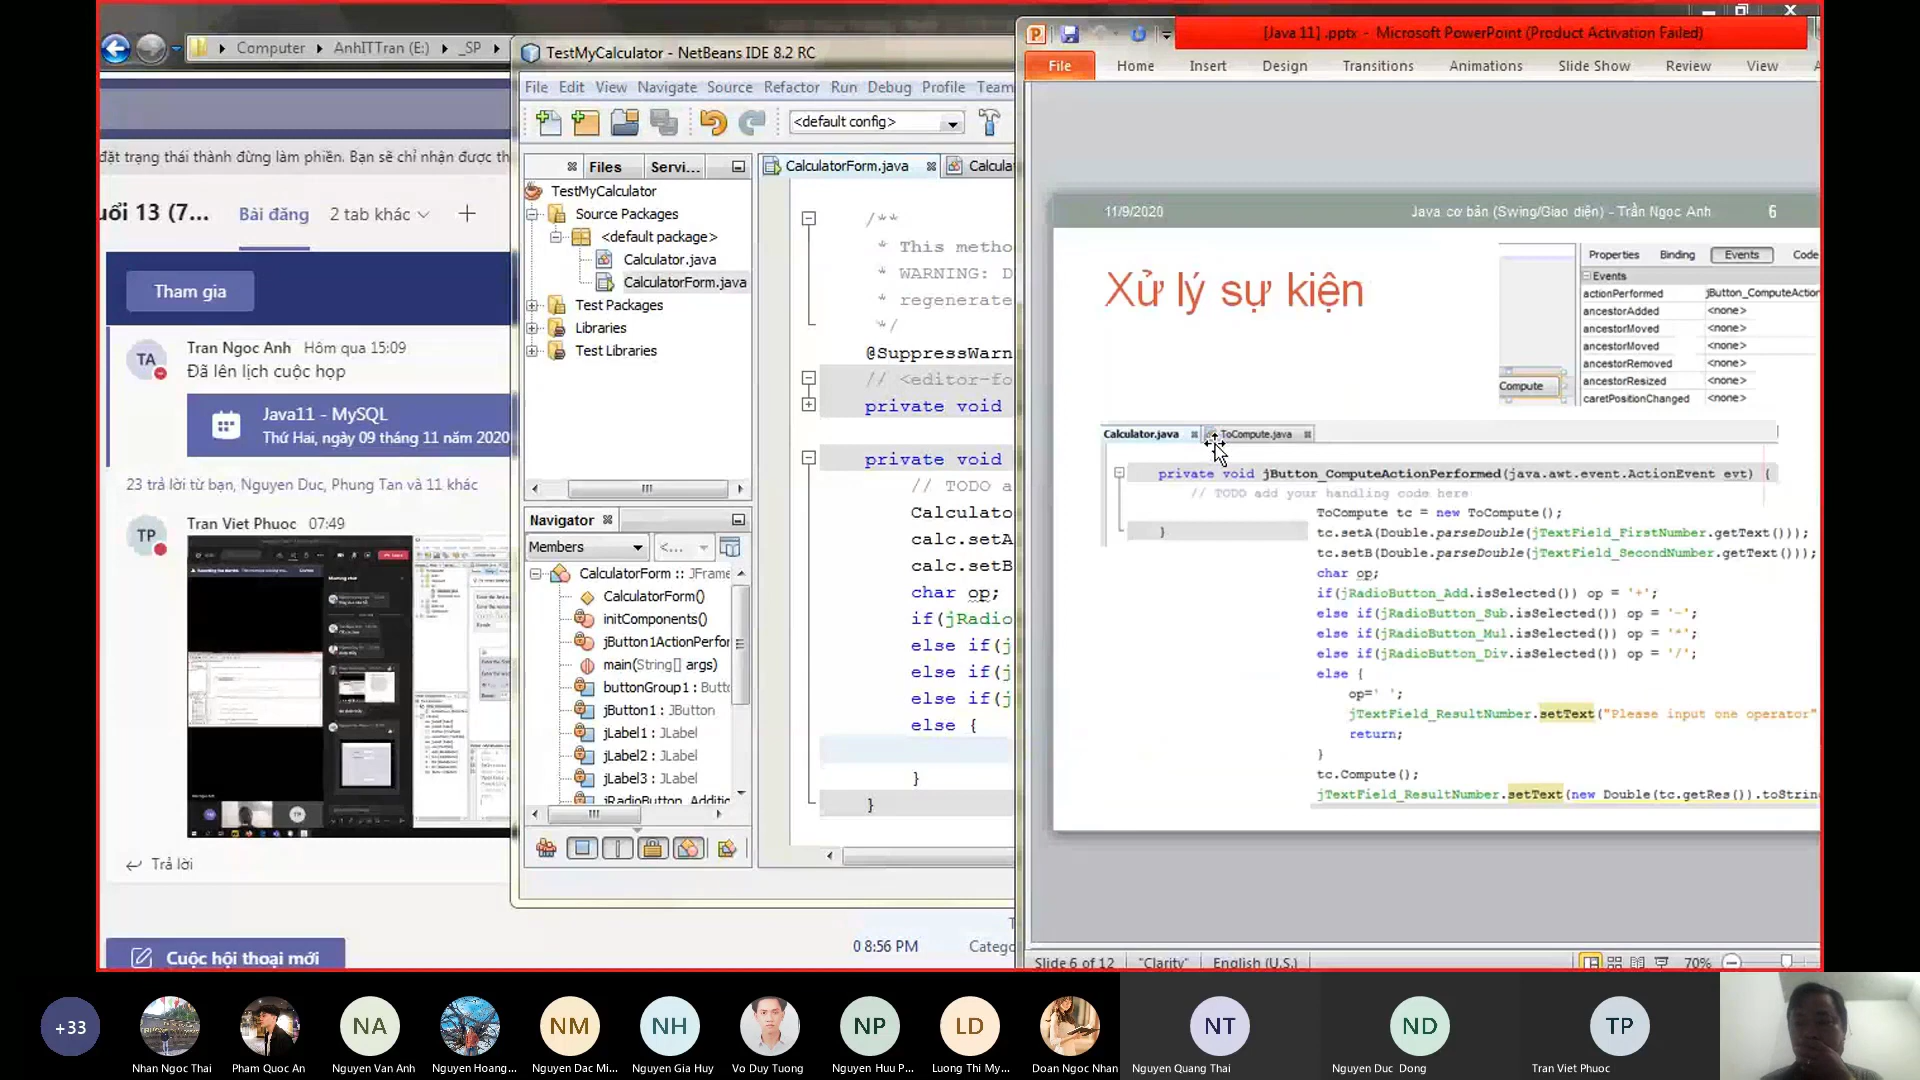 Computer
AnhITTran (E:)
_SP
đặt trạng thái thành đừng làm phiền. Bạn sẽ chỉ nhận được th
uổi 13 (7...
Bài đăng
2 tab khác
Tham gia
TA
Tran Ngoc Anh Hôm qua 15:09
Đã lên lịch cuộc họp
Java11 - MySQL
Thứ Hai, ngày 09 tháng 11 năm 2020
23 trả lời từ bạn, Nguyen Duc, Phung Tan và 11 khác
TP
Tran Viet Phuoc 07:49
Trả lời
Cuộc hội thoại mới
TestMyCalculator - NetBeans IDE 8.2 RC
File Edit View Navigate Source Refactor Run Debug Profile Team
<default config>
Files
Servi...
TestMyCalculator
Source Packages
<default package>
Calculator.java
CalculatorForm.java
Test Packages
Libraries
Test Libraries
Navigator
Members
<...
CalculatorForm :: JFrame
CalculatorForm()
initComponents()
jButton1ActionPerfor
main(String[] args)
buttonGroup1 : Butto
jButton1 : JButton
jLabel1 : JLabel
jLabel2 : JLabel
jLabel3 : JLabel
jRadioButton_Additio
CalculatorForm.java
Calcula
/**
* This metho
* WARNING: D
* regenerate
*/
@SuppressWarn
// <editor-fo
private void
private void
// TODO a
Calculato
calc.setA
calc.setB
char op;
if(jRadio
else if(j
else if(j
else if(j
else {
}
}
0 8:56 PM
Catego
[Java 11] .pptx - Microsoft PowerPoint (Product Activation Failed)
File Home Insert Design Transitions Animations Slide Show Review View
11/9/2020
Java cơ bản (Swing/Giao diện) - Trần Ngọc Anh
6
Xử lý sự kiện
Properties Binding Events Code
Events
actionPerformed jButton_ComputeAction
ancestorAdded <none>
ancestorMoved <none>
ancestorMoved <none>
ancestorRemoved <none>
ancestorResized <none>
caretPositionChanged <none>
Compute
Calculator.java
ToCompute.java
private void jButton_ComputeActionPerformed(java.awt.event.ActionEvent evt) {
// TODO add your handling code here
}
ToCompute tc = new ToCompute();
tc.setA(Double.parseDouble(jTextField_FirstNumber.getText()));
tc.setB(Double.parseDouble(jTextField_SecondNumber.getText()));
char op;
if(jRadioButton_Add.isSelected()) op = '+';
else if(jRadioButton_Sub.isSelected()) op = '-';
else if(jRadioButton_Mul.isSelected()) op = '*';
else if(jRadioButton_Div.isSelected()) op = '/';
else {
op=' ';
jTextField_ResultNumber.setText("Please input one operator"
return;
}
tc.Compute();
jTextField_ResultNumber.setText(new Double(tc.getRes()).toString
Slide 6 of 12
"Clarity"
English (U.S.)
70%
+33
NA
NM
NH
NP
LD
NT
ND
TP
Nhan Ngoc Thai
Pham Quoc An
Nguyen Van Anh
Nguyen Hoang...
Nguyen Dac Mi...
Nguyen Gia Huy
Vo Duy Tuong
Nguyen Huu P...
Luong Thi My...
Doan Ngoc Nhan
Nguyen Quang Thai
Nguyen Duc Dong
Tran Viet Phuoc